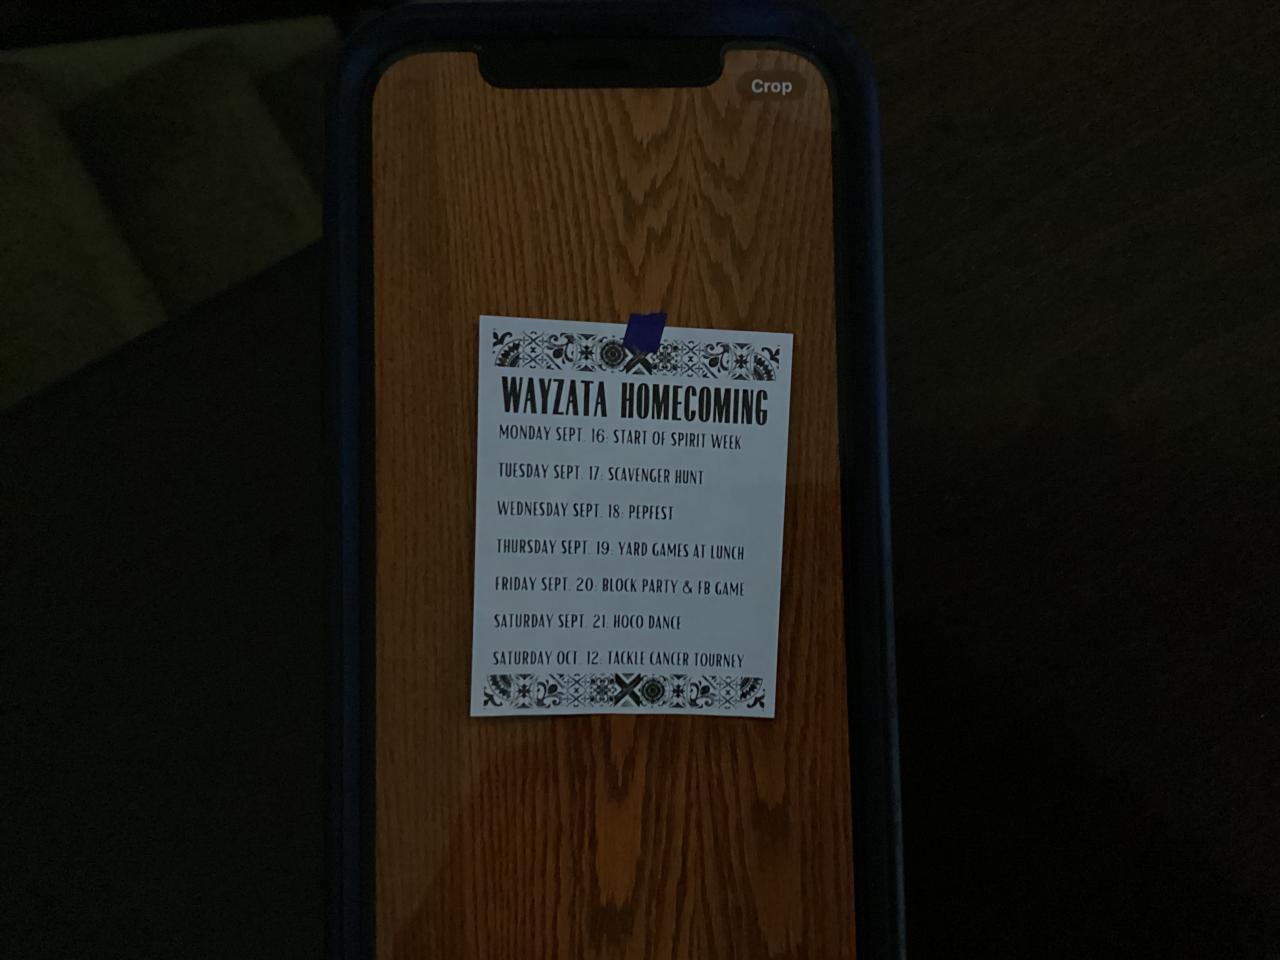 Crop
WAYZATA HOMECOMING
MONDAY SEPT. 16: START OF SPIRIT WEEK
TUESDAY SEPT. 17: SCAVENGER HUNT
WEDNESDAY SEPT. 18: PEPFEST
THURSDAY SEPT. 19: YARD GAMES AT LUNCH
FRIDAY SEPT. 20: BLOCK PARTY & FB GAME
SATURDAY SEPT. 21: HOCO DANCE
SATURDAY OCT. 12: TACKLE CANCER TOURNEY